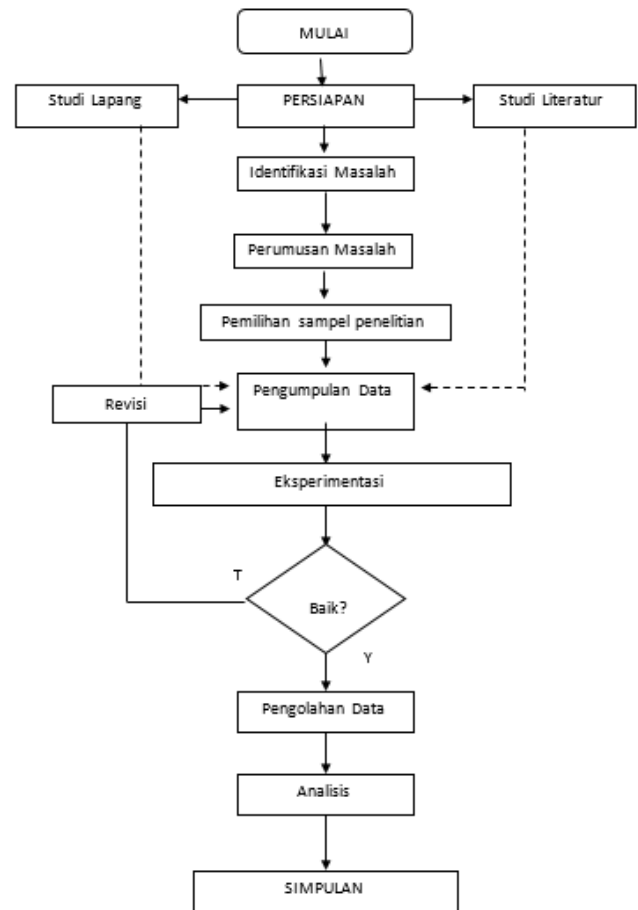 MULAI
Studi Lapang
PERSIAPAN
Studi Literatur
Identifikasi Masalah
Perumusan Masalah
Pemilihan sampel penelitian
Pengumpulan Data
Revisi
Eksperimentasi
T
Baik?
Y
Pengolahan Data
Analisis
SIMPULAN